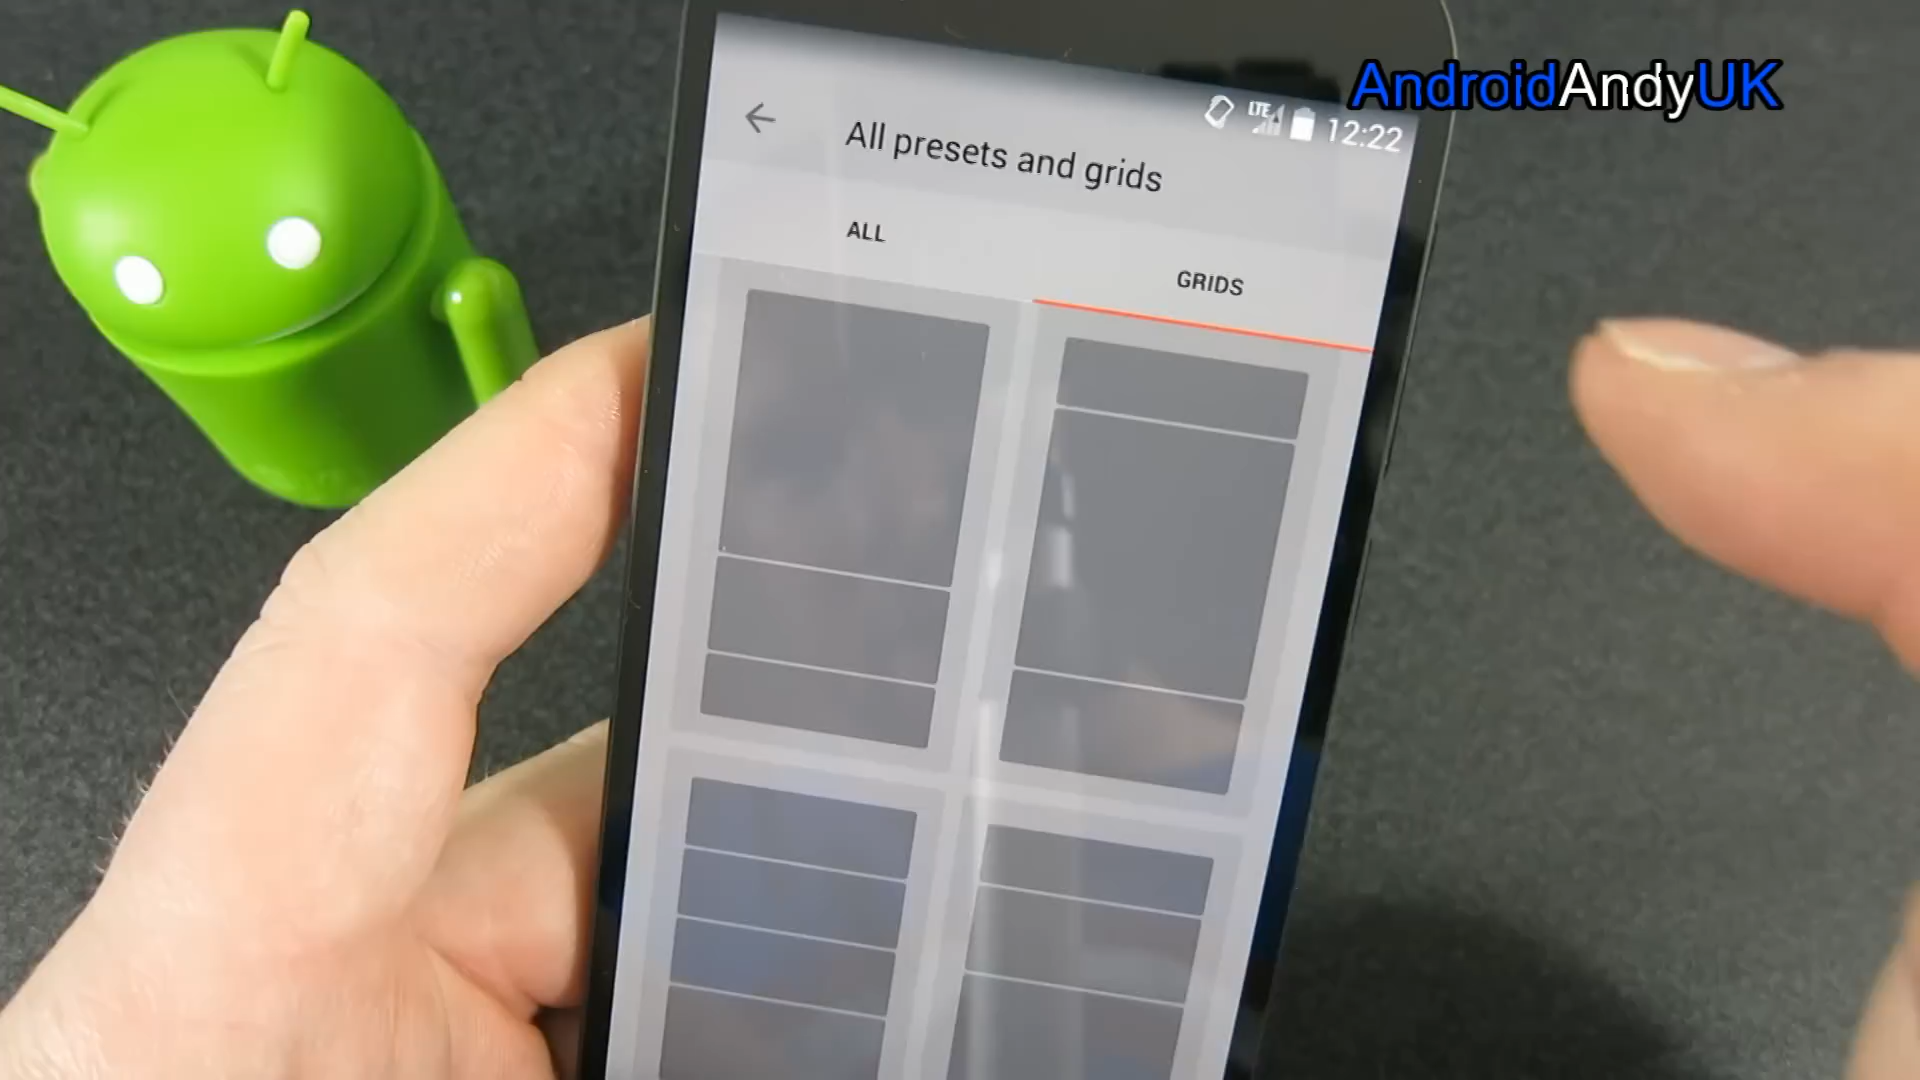 AndroidAndyUK
LTE 12:22
All presets and grids
ALL
GRIDS